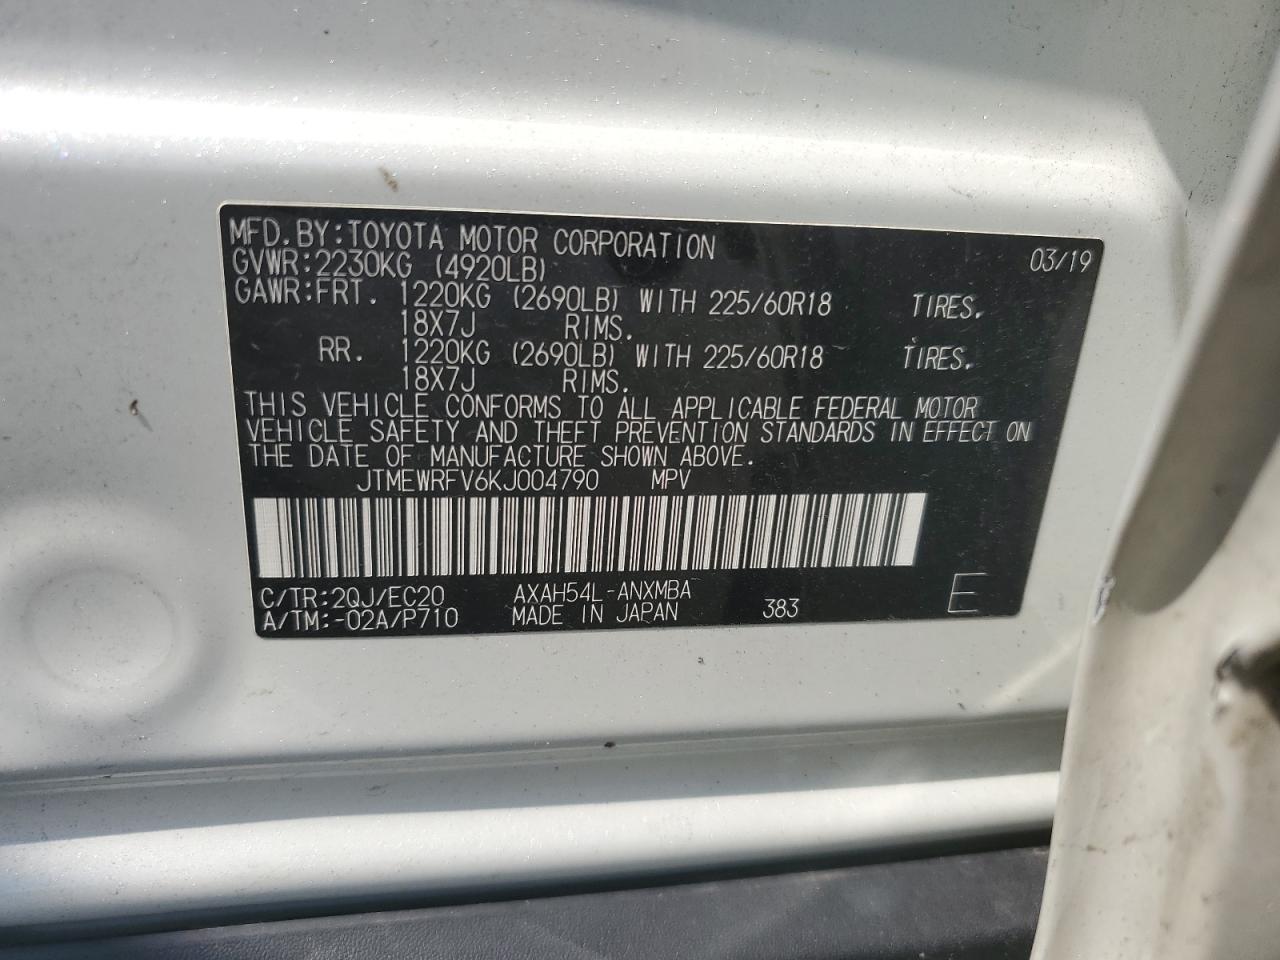 MFD.BY:TOYOTA MOTOR CORPORATION 03/19
GVWR:2230KG (4920LB)
GAWR:FRT. 1220KG (2690LB) WITH 225/60R18 TIRES.
18X7J RIMS.
RR. 1220KG (2690LB) WITH 225/60R18 TIRES.
18X7J RIMS.
THIS VEHICLE CONFORMS TO ALL APPLICABLE FEDERAL MOTOR
VEHICLE SAFETY AND THEFT PREVENTION STANDARDS IN EFFECT ON
THE DATE OF MANUFACTURE SHOWN ABOVE.
JTMEWRFV6KJ004790 MPV
C/TR:2QJ/EC20 AXAH54L-ANXMBA
A/TM:-02A/P710 MADE IN JAPAN 383 E